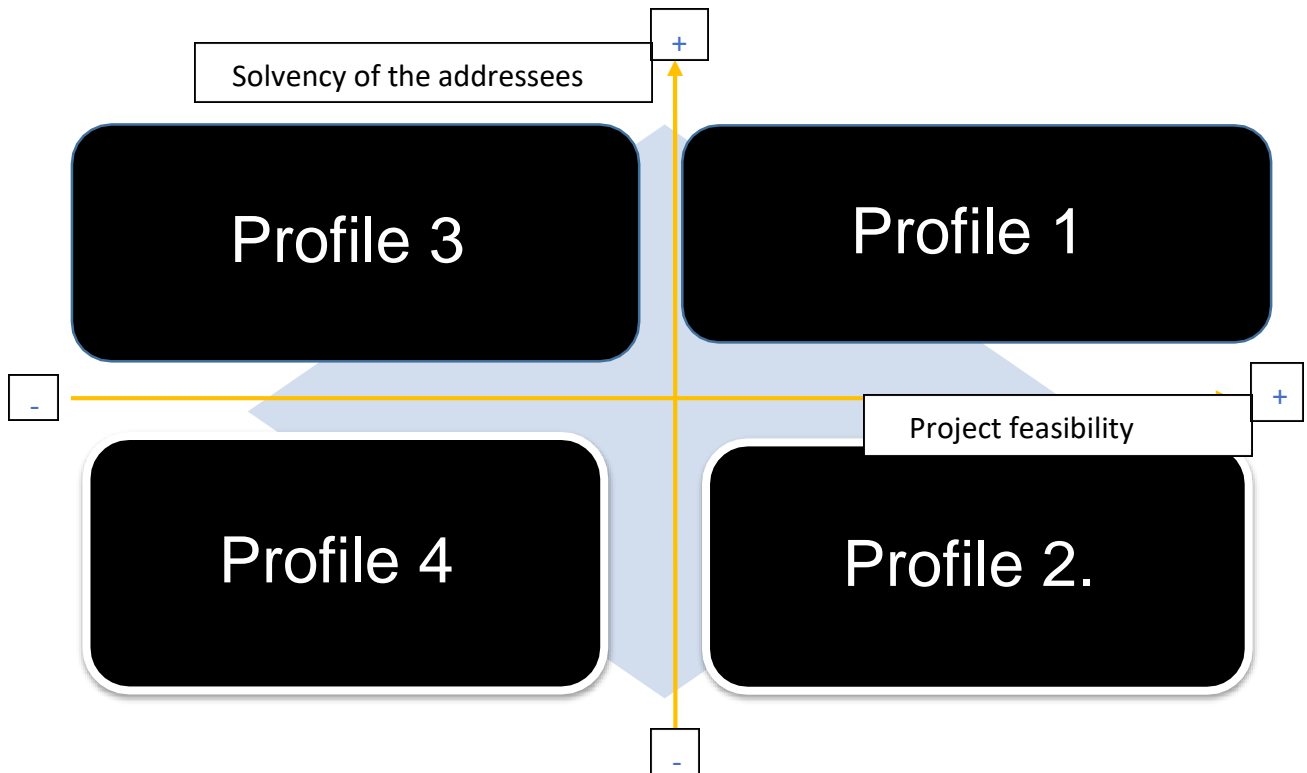 +
Solvency of the addressees
Profile 3
Profile 1
-
+
Project feasibility
Profile 4
Profile 2.
-